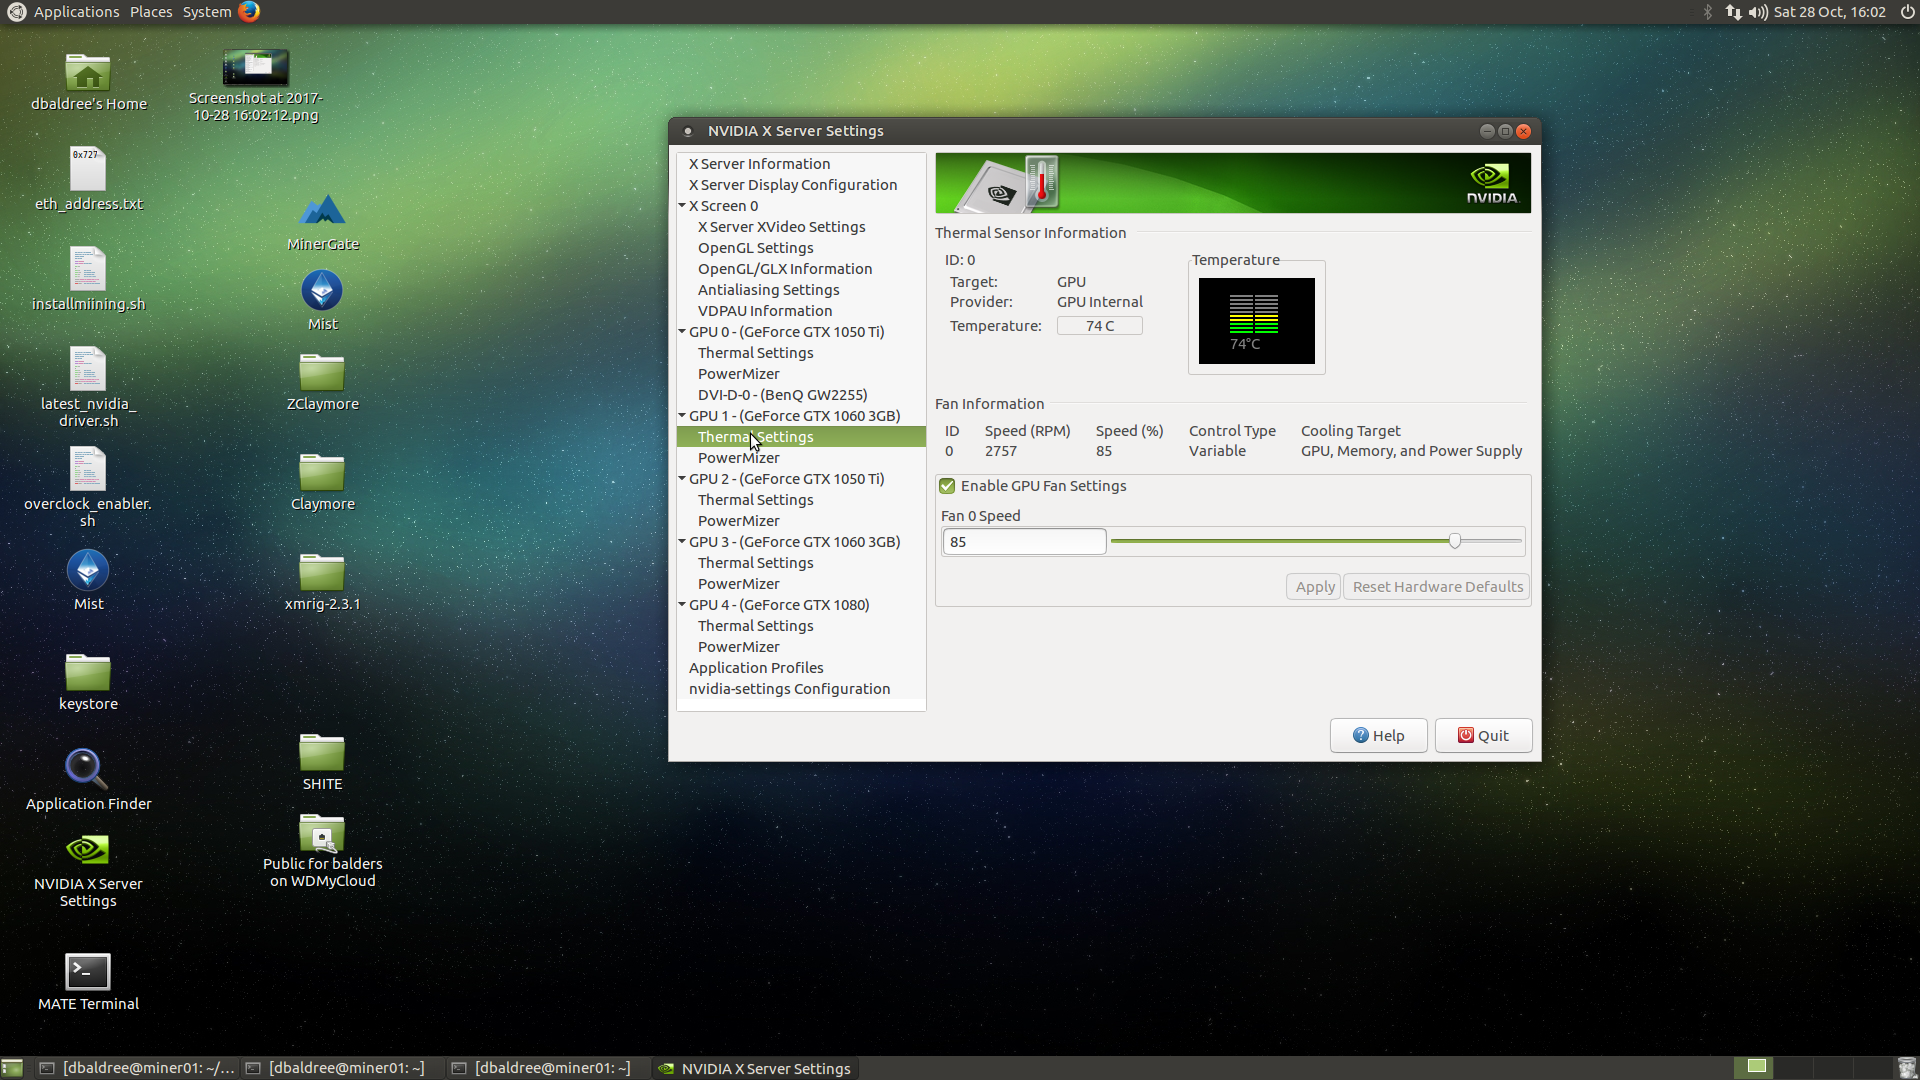 Applications Places System
Sat 28 Oct, 16:02
dbaldree's Home
Screenshot at 2017-
10-28 16:02:12.png
0x727
eth_address.txt
MinerGate
installmiining.sh
Mist
latest_nvidia_
driver.sh
ZClaymore
overclock_enabler.
sh
Claymore
Mist
xmrig-2.3.1
keystore
Application Finder
SHITE
NVIDIA X Server
Settings
Public for balders
on WDMyCloud
MATE Terminal
NVIDIA X Server Settings
X Server Information
X Server Display Configuration
X Screen 0
X Server XVideo Settings
OpenGL Settings
OpenGL/GLX Information
Antialiasing Settings
VDPAU Information
GPU 0 - (GeForce GTX 1050 Ti)
Thermal Settings
PowerMizer
DVI-D-0 - (BenQ GW2255)
GPU 1 - (GeForce GTX 1060 3GB)
Thermal Settings
PowerMizer
GPU 2 - (GeForce GTX 1050 Ti)
Thermal Settings
PowerMizer
GPU 3 - (GeForce GTX 1060 3GB)
Thermal Settings
PowerMizer
GPU 4 - (GeForce GTX 1080)
Thermal Settings
PowerMizer
Application Profiles
nvidia-settings Configuration
NVIDIA.
Thermal Sensor Information
ID: 0
Target: GPU
Provider: GPU Internal
Temperature: 74 C
Temperature
74°C
Fan Information
ID Speed (RPM) Speed (%) Control Type Cooling Target
0 2757 85 Variable GPU, Memory, and Power Supply
Enable GPU Fan Settings
Fan 0 Speed
85
Apply Reset Hardware Defaults
Help Quit
[dbaldree@miner01: ~/... [dbaldree@miner01: ~] [dbaldree@miner01: ~] NVIDIA X Server Settings